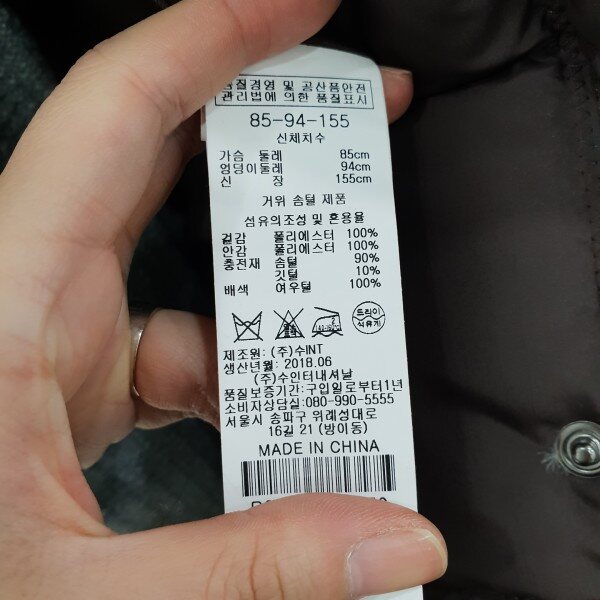 품질경영 및 공산품안전
관리법에 의한 품질표시
85-94-155
신체치수
가슴 둘레 85cm
엉덩이둘레 94cm
신 장 155cm
거위 솜털 제품
섬유의조성 및 혼용율
겉감 폴리에스터 100%
안감 폴리에스터 100%
충전재 솜털 90%
깃털 10%
배색 여우털 100%
드라이
석유계
제조원: (주)수INT
생산년월: 2018.06
(주)수인터내셔날
품질보증기간: 구입일로부터1년
소비자상담실: 080-990-5555
서울시 송파구 위례성대로
16길 21 (방이동)
MADE IN CHINA